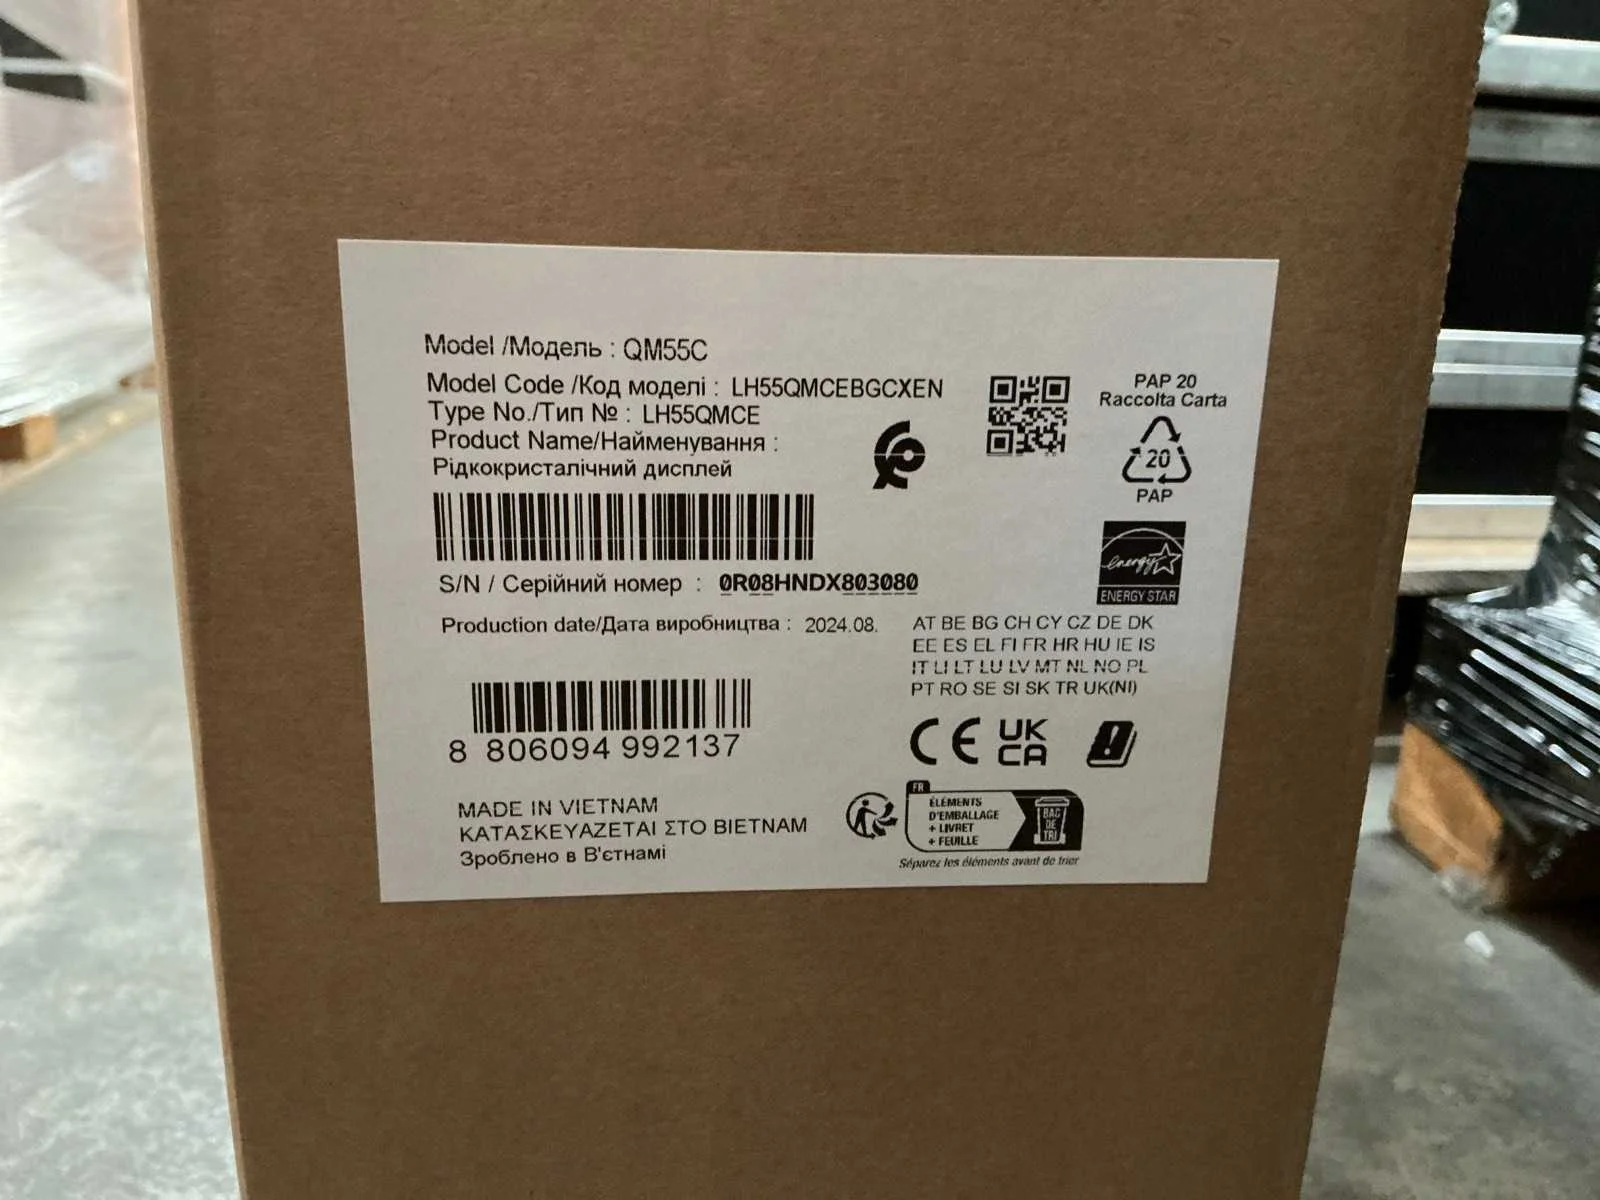 Model /Модель : QM55C
Model Code /Код моделі : LH55QMCEBGCXEN
Type No./Тип № : LH55QMCE
Product Name/Найменування :
Рідкокристалічний дисплей
S/N / Серійний номер : 0R08HNDX803080
Production date/Дата виробництва : 2024.08.
8 806094 992137
MADE IN VIETNAM
ΚΑΤΑΣΚΕΥΑΖΕΤΑΙ ΣΤΟ ΒΙΕΤΝΑΜ
Зроблено в В'єтнамі
PAP 20
Raccolta Carta
20
PAP
energy
ENERGY STAR
AT BE BG CH CY CZ DE DK
EE ES EL FI FR HR HU IE IS
IT LI LT LU LV MT NL NO PL
PT RO SE SI SK TR UK(NI)
CE
UK
CA
FR
ÉLÉMENTS
D'EMBALLAGE
+ LIVRET
+ FEUILLE
BAC
DE
TRI
Séparez les éléments avant de trier